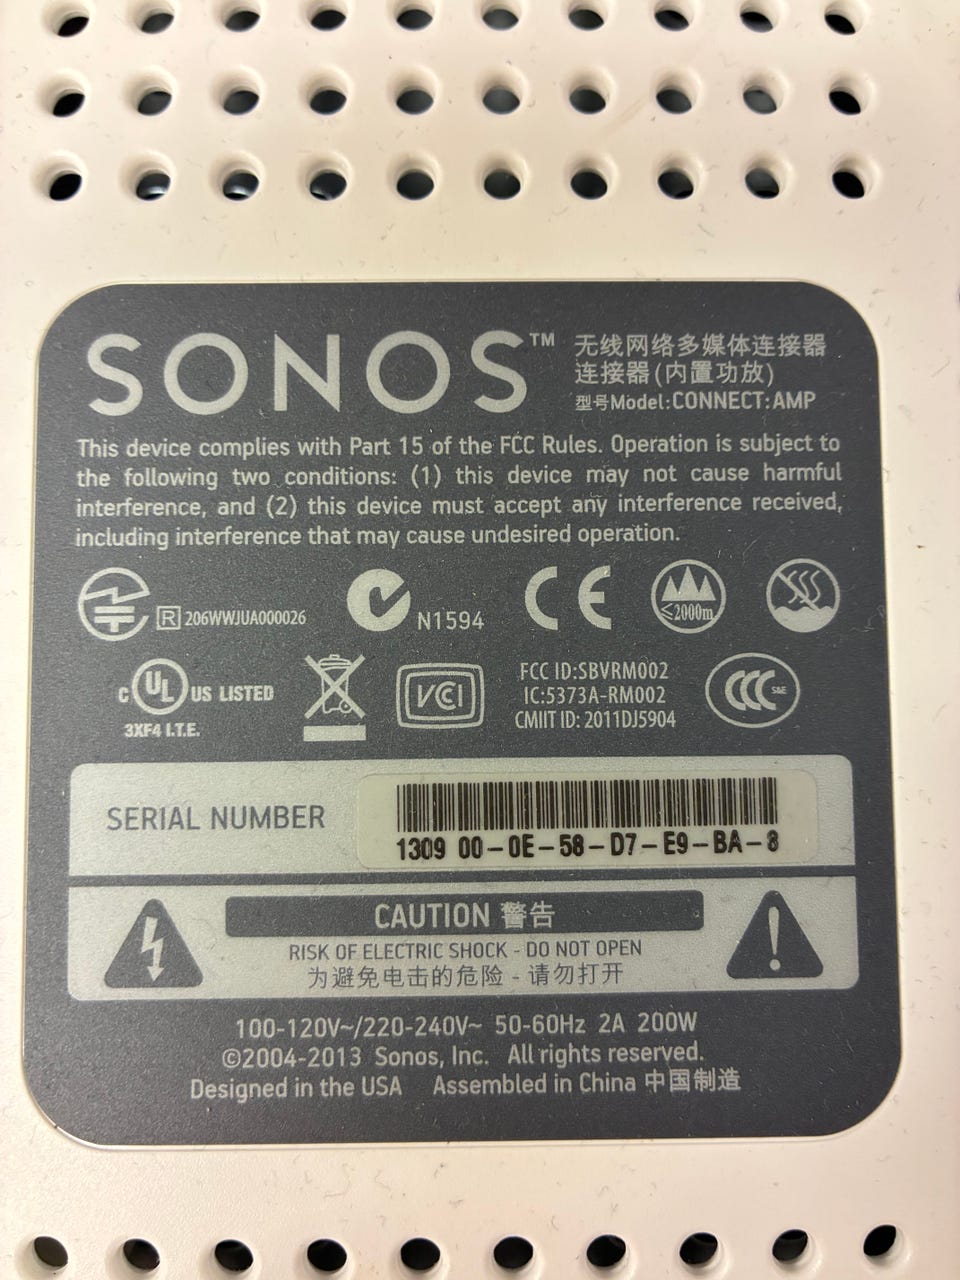 SONOS™
无线网络多媒体连接器
连接器(内置功放)
型号Model:CONNECT:AMP
This device complies with Part 15 of the FCC Rules. Operation is subject to
the following two conditions: (1) this device may not cause harmful
interference, and (2) this device must accept any interference received,
including interference that may cause undesired operation.
R 206WWJUA000026
N1594
CE
≤2000m
C UL US LISTED
3XF4 I.T.E.
VCI
FCC ID:SBVRM002
IC:5373A-RM002
CMIIT ID: 2011DJ5904
CCC S&E
SERIAL NUMBER
1309 00-0E-58-D7-E9-BA-8
CAUTION 警告
RISK OF ELECTRIC SHOCK - DO NOT OPEN
为避免电击的危险 - 请勿打开
100-120V~/220-240V~ 50-60Hz 2A 200W
©2004-2013 Sonos, Inc. All rights reserved.
Designed in the USA Assembled in China 中国制造